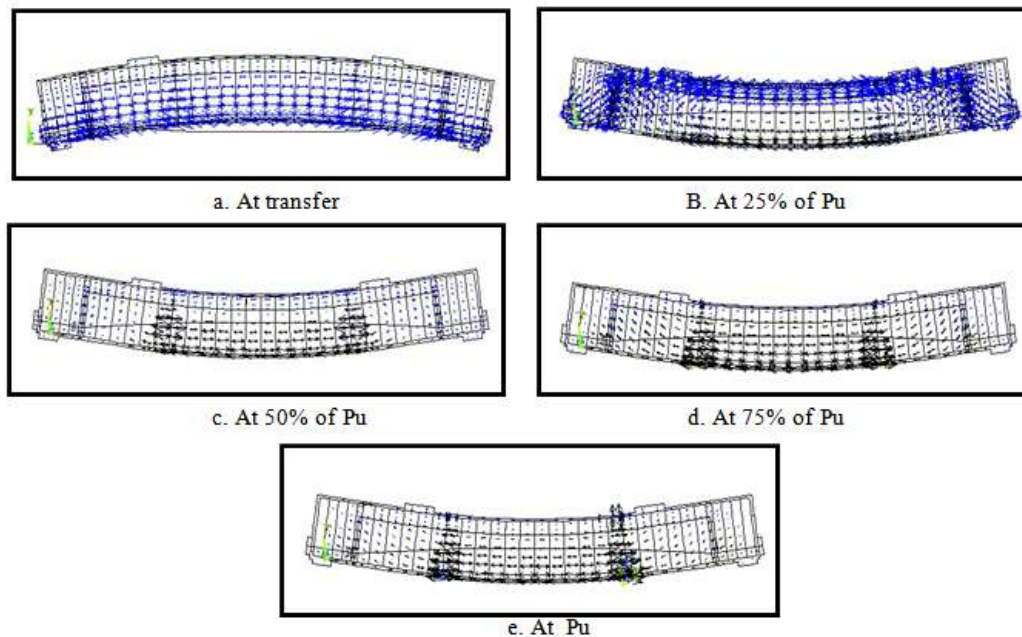 a. At transfer
B. At 25% of Pu
c. At 50% of Pu
d. At 75% of Pu
e. At Pu